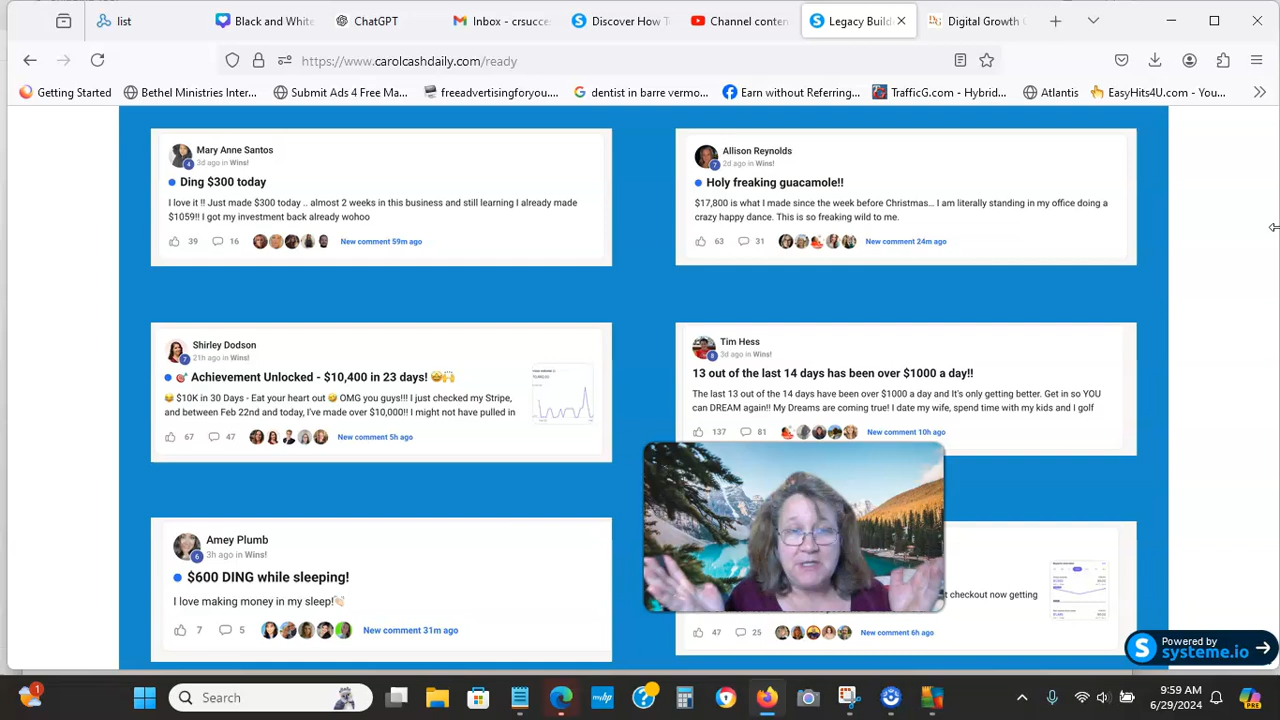 list
Black and White
ChatGPT
Inbox - crsucce
Discover How T
Channel conten
Legacy Builde
Digital Growth C
https://www.carolcashdaily.com/ready
Getting Started
Bethel Ministries Inter...
Submit Ads 4 Free Ma...
freeadvertisingforyou....
dentist in barre vermo...
Earn without Referring...
TrafficG.com - Hybrid...
Atlantis
EasyHits4U.com - You...
Mary Anne Santos
4
3d ago in Wins!
Ding $300 today
I love it !! Just made $300 today .. almost 2 weeks in this business and still learning I already made
$1059!! I got my investment back already wohoo
39 16 New comment 59m ago
Allison Reynolds
7
2d ago in Wins!
Holy freaking guacamole!!
$17,800 is what I made since the week before Christmas... I am literally standing in my office doing a
crazy happy dance. This is so freaking wild to me.
63 31 New comment 24m ago
Shirley Dodson
7
21h ago in Wins!
Achievement Unlocked - $10,400 in 23 days! 🤩🙌
😂 $10K in 30 Days - Eat your heart out 😅 OMG you guys!!! I just checked my Stripe,
and between Feb 22nd and today, I've made over $10,000!! I might not have pulled in
67 47 New comment 5h ago
Tim Hess
8
3d ago in Wins!
13 out of the last 14 days has been over $1000 a day!!
The last 13 out of the last 14 days have been over $1000 a day and It's only getting better. Get in so YOU
can DREAM again!! My Dreams are coming true! I date my wife, spend time with my kids and I golf
137 81 New comment 10h ago
Amey Plumb
6
3h ago in Wins!
$600 DING while sleeping!
I love making money in my sleep!👏🏻
7 5 New comment 31m ago
t checkout now getting
47 25 New comment 6h ago
Powered by
systeme.io
1
Search
9:59 AM
6/29/2024
PRE